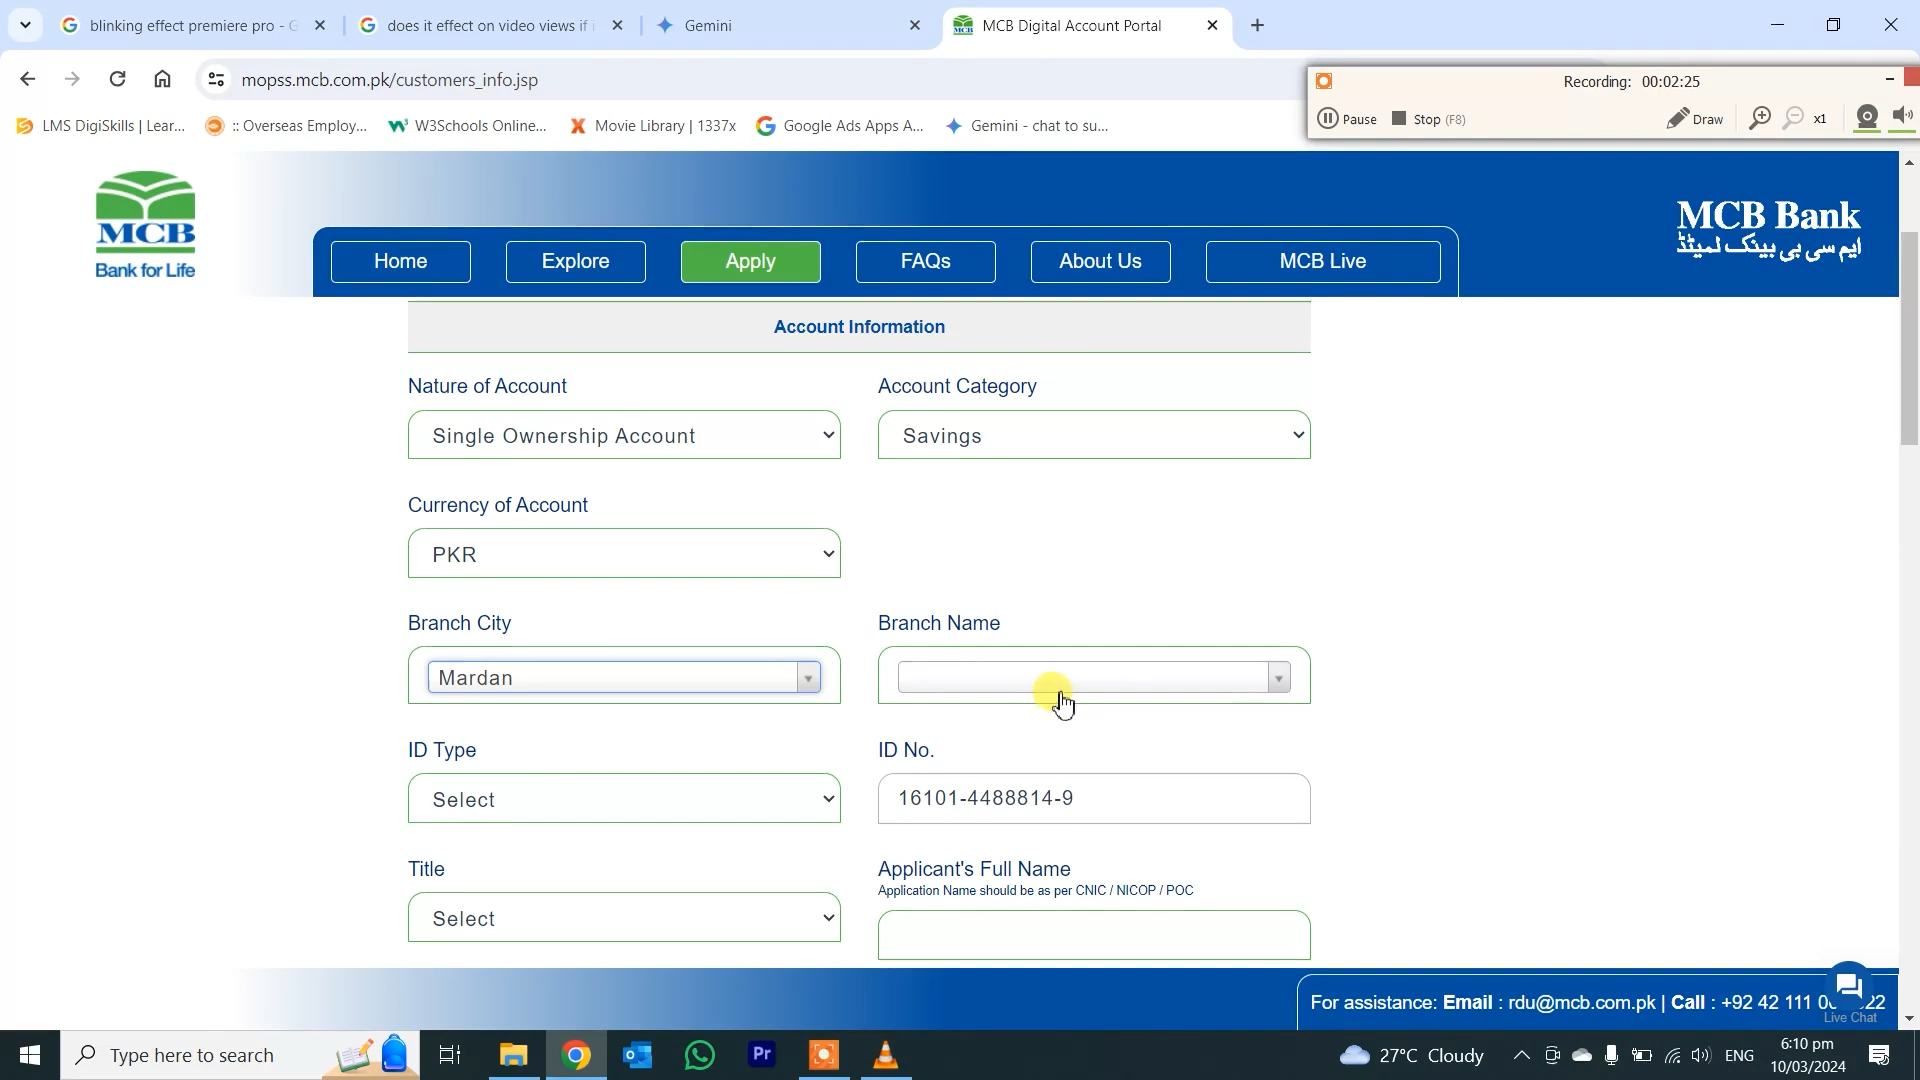 blinking effect premiere pro - G
does it effect on video views if i
Gemini
MCB Digital Account Portal
mopss.mcb.com.pk/customers_info.jsp
Recording: 00:02:25
Pause
Stop (F8)
Draw
x1
LMS DigiSkills | Lear...
:: Overseas Employ...
W3Schools Online...
Movie Library | 1337x
Google Ads Apps A...
Gemini - chat to su...
MCB
Bank for Life
Home
Explore
Apply
FAQs
About Us
MCB Live
MCB Bank
ایم سی بی بینک لمیٹڈ
Account Information
Nature of Account
Account Category
Single Ownership Account
Savings
Currency of Account
PKR
Branch City
Branch Name
Mardan
ID Type
ID No.
Select
16101-4488814-9
Title
Applicant's Full Name
Application Name should be as per CNIC / NICOP / POC
Select
For assistance: Email : rdu@mcb.com.pk | Call : +92 42 111 0 22
Live Chat
Type here to search
27°C Cloudy
ENG
6:10 pm
10/03/2024